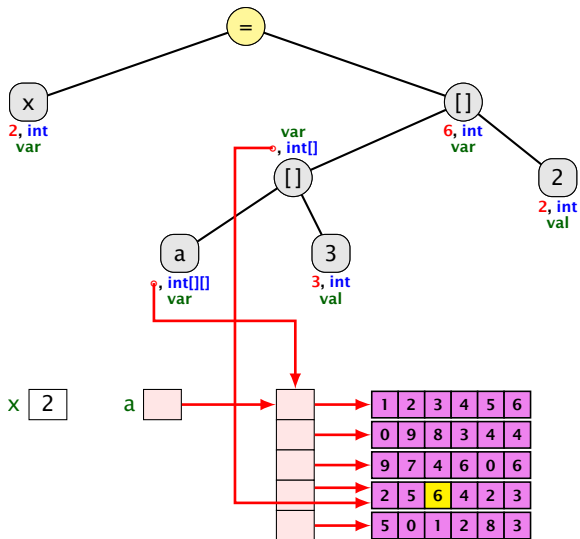 =
x
[]
2, int
var
6, int
var
var
, int[]
[]
2
2, int
val
a
3
, int[][]
var
3, int
val
x 2 a
1 2 3 4 5 6
0 9 8 3 4 4
9 7 4 6 0 6
2 5 6 4 2 3
5 0 1 2 8 3